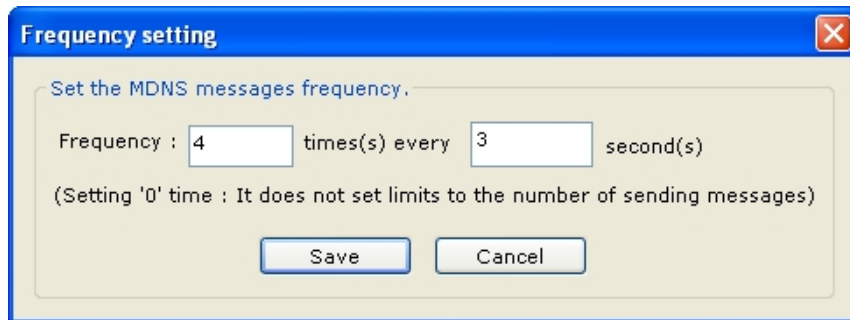 Frequency setting
Set the MDNS messages frequency.
Frequency : 4 times(s) every 3 second(s)
(Setting '0' time : It does not set limits to the number of sending messages)
Save Cancel